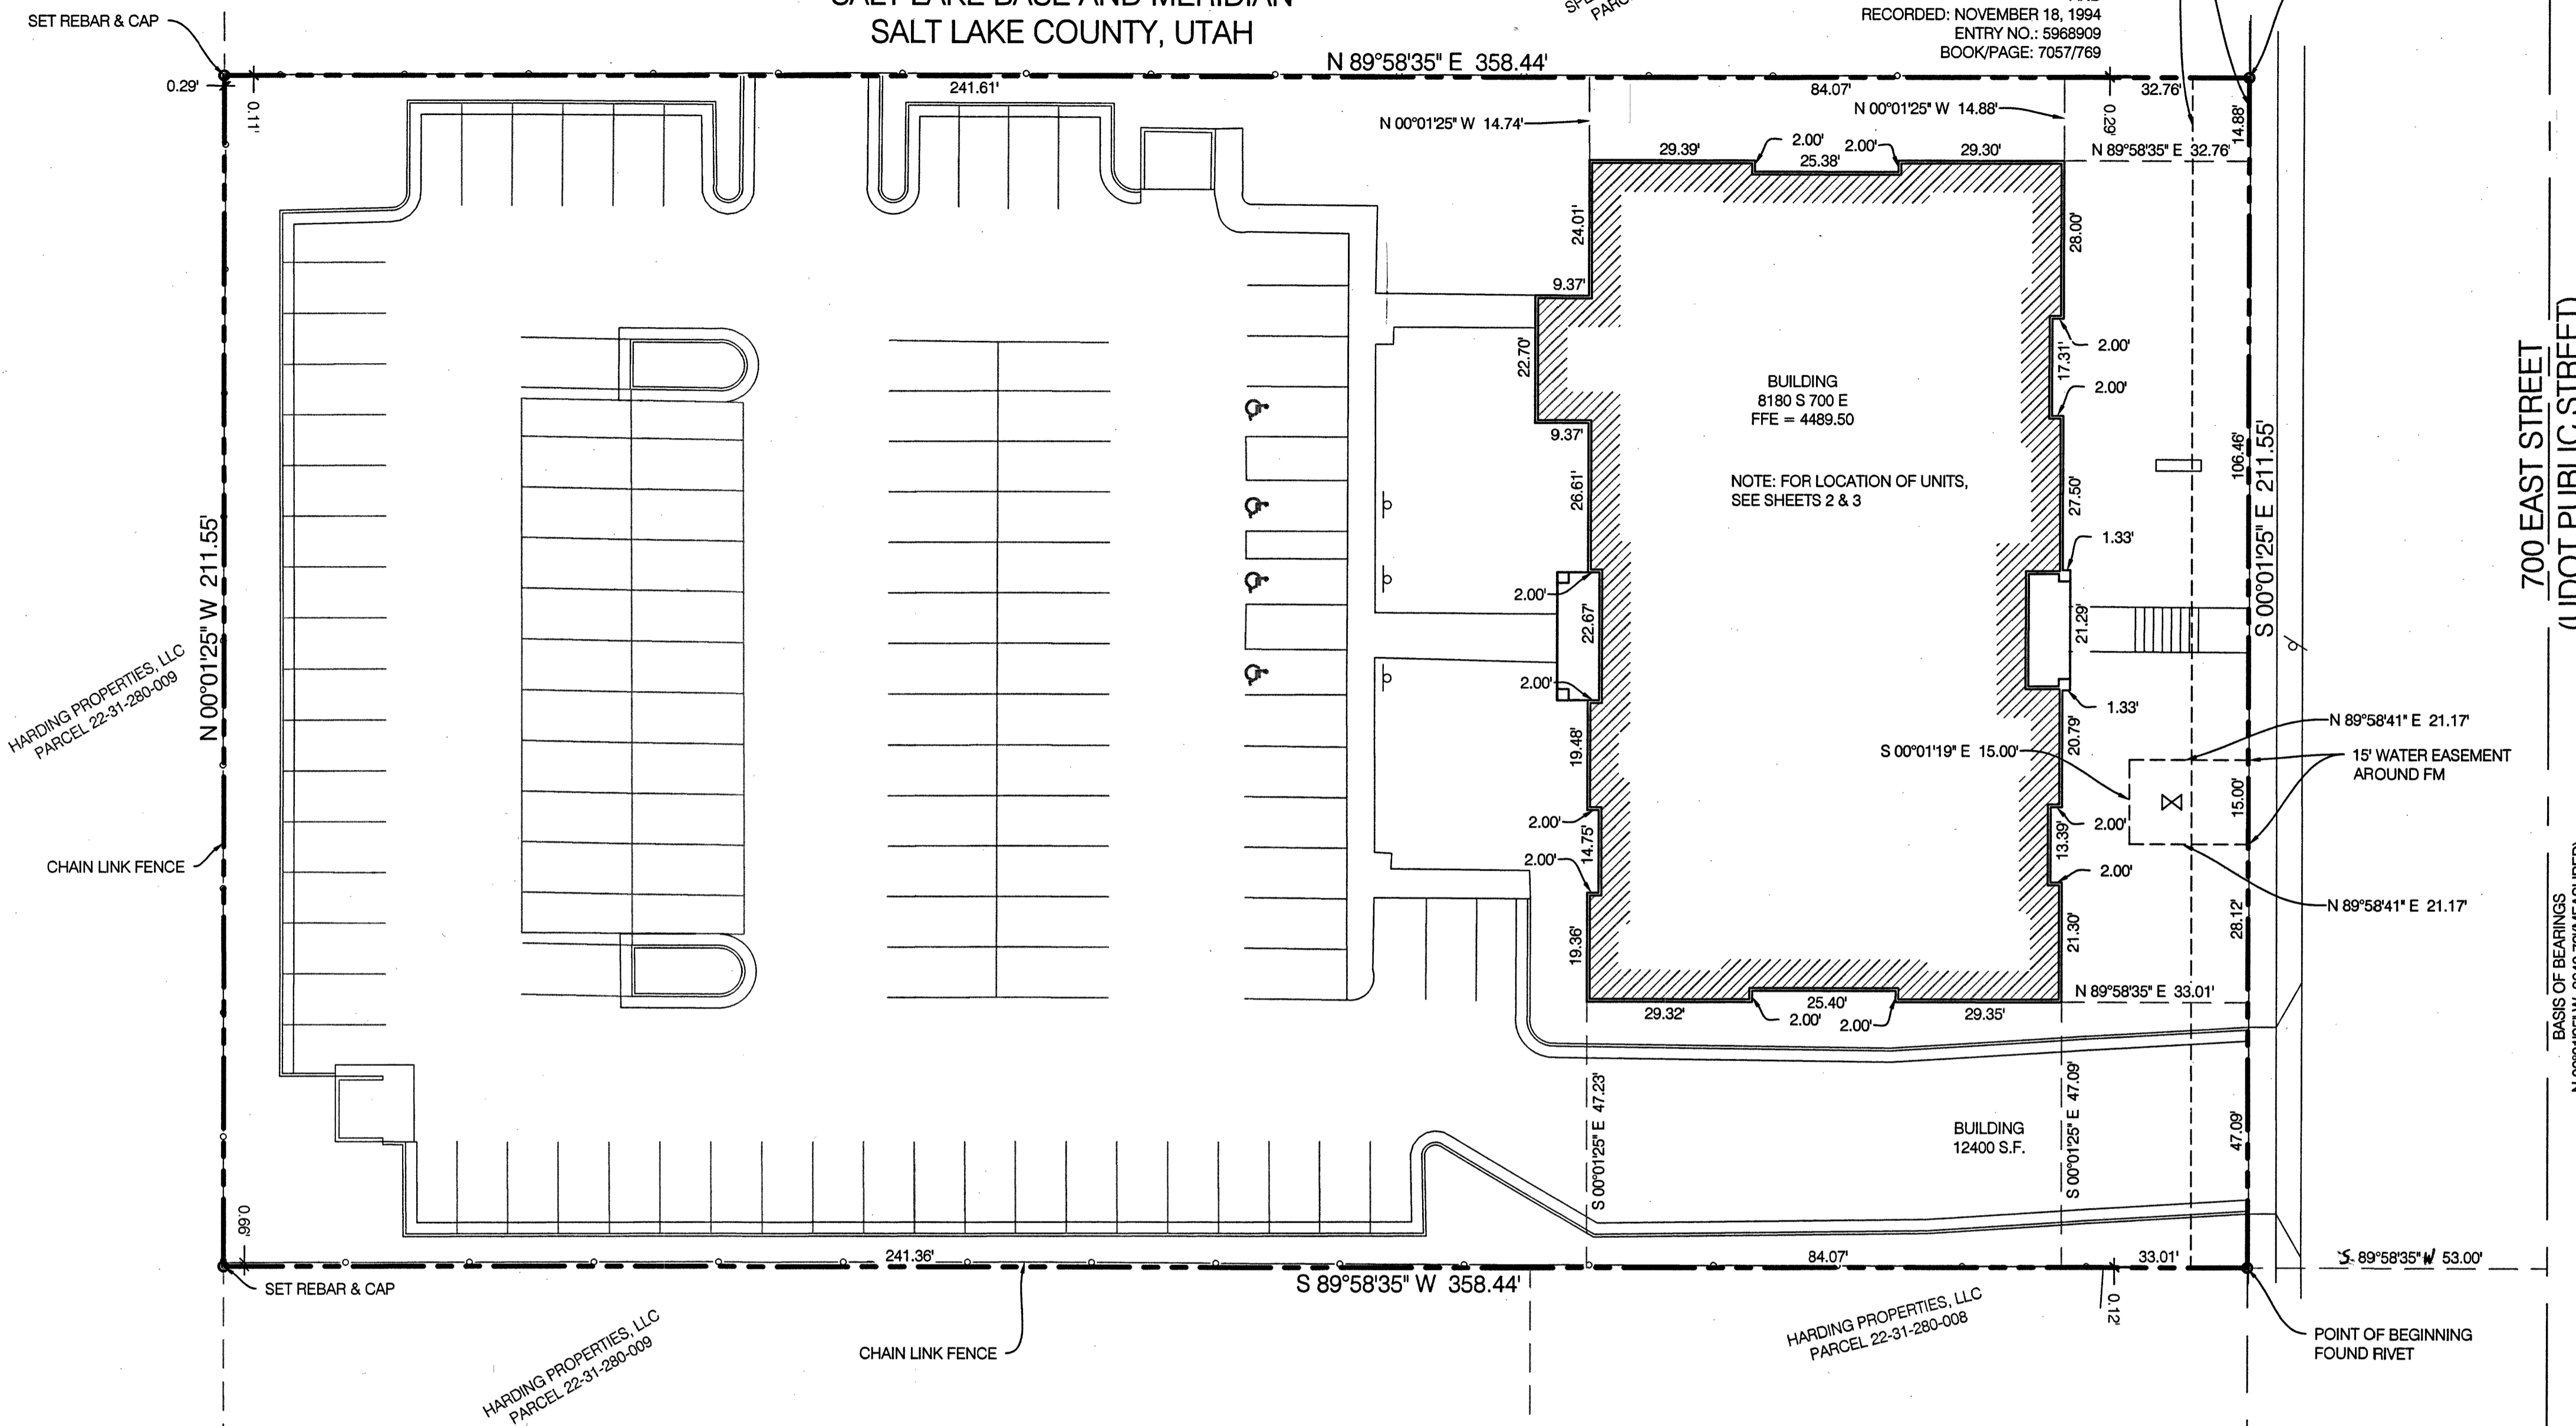 SALT LAKE BASE AND MERIDIAN
SALT LAKE COUNTY, UTAH
SET REBAR & CAP
RECORDED: NOVEMBER 18, 1994
ENTRY NO.: 5968909
BOOK/PAGE: 7057/769
N 89°58'35" E 358.44'
0.29'
0.11'
241.61'
84.07'
32.76'
N 00°01'25" W 14.74'
N 00°01'25" W 14.88'
0.29'
14.88'
29.39'
2.00'
2.00'
25.38'
29.30'
N 89°58'35" E 32.76'
24.01'
28.00'
9.37'
22.70'
9.37'
17.31'
2.00'
2.00'
BUILDING
8180 S 700 E
FFE = 4489.50
NOTE: FOR LOCATION OF UNITS,
SEE SHEETS 2 & 3
26.61'
27.50'
106.46'
S 00°01'25" E 211.55'
700 EAST STREET
(UDOT PUBLIC STREET)
N 00°01'25" W 211.55'
HARDING PROPERTIES, LLC
PARCEL 22-31-280-009
1.33'
2.00'
22.67'
21.29'
2.00'
1.33'
19.48'
20.79'
S 00°01'19" E 15.00'
N 89°58'41" E 21.17'
15' WATER EASEMENT
AROUND FM
15.00'
2.00'
14.75'
2.00'
13.39'
2.00'
2.00'
CHAIN LINK FENCE
N 89°58'41" E 21.17'
19.36'
21.30'
28.12'
BASIS OF BEARINGS
N 89°58'35" E 33.01'
25.40'
29.32'
2.00'
2.00'
29.35'
S 00°01'25" E 47.23'
S 00°01'25" E 47.09'
BUILDING
12400 S.F.
47.09'
0.66'
241.36'
84.07'
33.01'
S 89°58'35" W 53.00'
SET REBAR & CAP
S 89°58'35" W 358.44'
0.12'
HARDING PROPERTIES, LLC
PARCEL 22-31-280-009
CHAIN LINK FENCE
HARDING PROPERTIES, LLC
PARCEL 22-31-280-008
POINT OF BEGINNING
FOUND RIVET